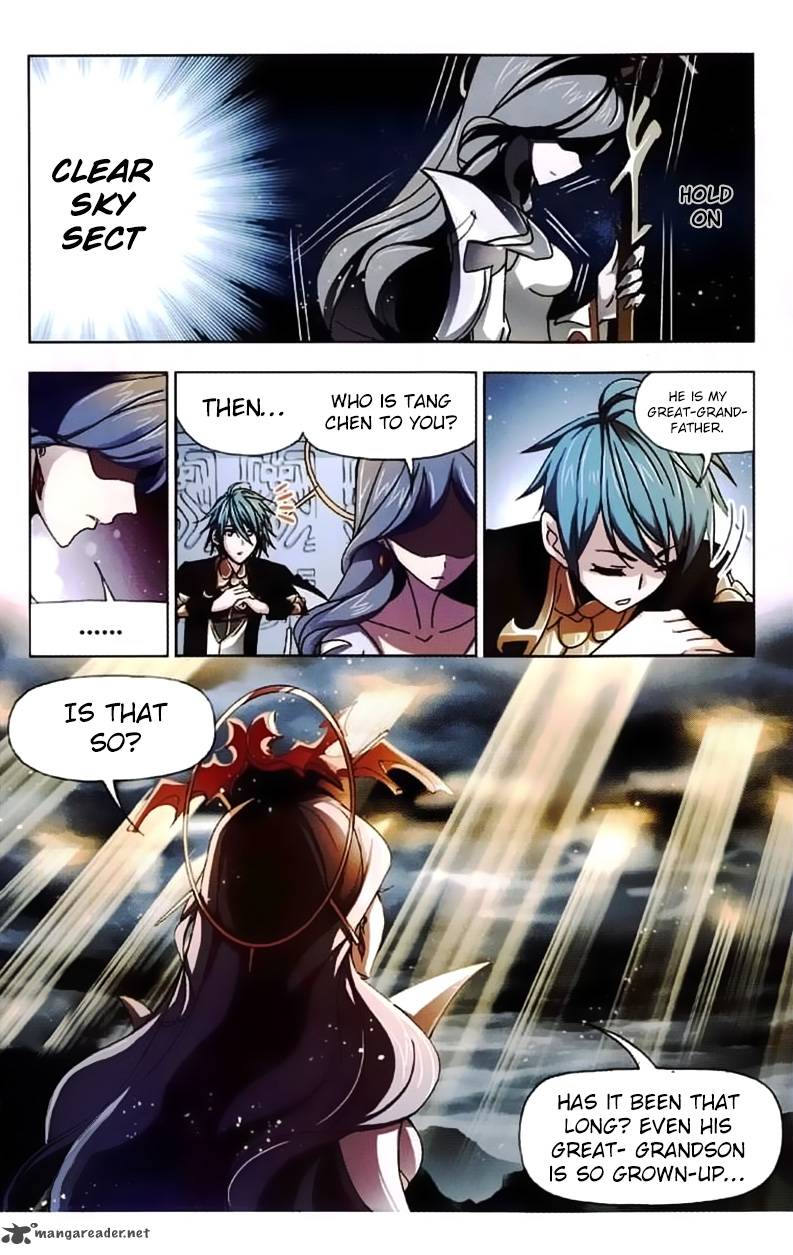 CLEAR
SKY
SECT
HOLD
ON
......
THEN...
WHO IS TANG
CHEN TO YOU?
HE IS MY
GREAT-GRAND-
FATHER.
IS THAT
SO?
HAS IT BEEN THAT
LONG? EVEN HIS
GREAT- GRANDSON
IS SO GROWN-UP...
mangareader.net